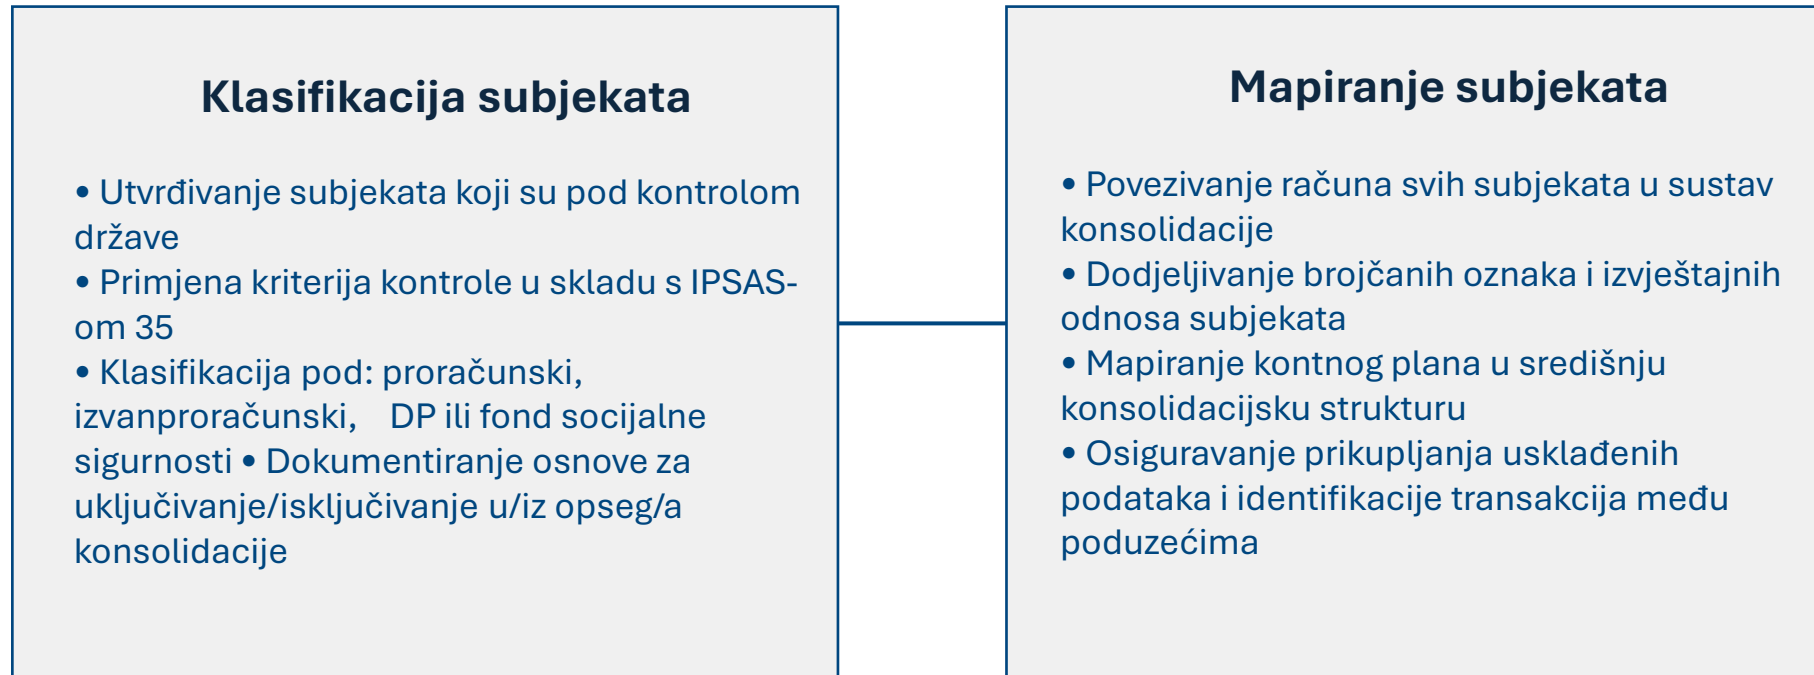 Klasifikacija subjekata
• Utvrđivanje subjekata koji su pod kontrolom
države
• Primjena kriterija kontrole u skladu s IPSAS-
om 35
• Klasifikacija pod: proračunski,
izvanproračunski, DP ili fond socijalne
sigurnosti • Dokumentiranje osnove za
uključivanje/isključivanje u/iz opseg/a
konsolidacije
Mapiranje subjekata
• Povezivanje računa svih subjekata u sustav
konsolidacije
• Dodjeljivanje brojčanih oznaka i izvještajnih
odnosa subjekata
• Mapiranje kontnog plana u središnju
konsolidacijsku strukturu
• Osiguravanje prikupljanja usklađenih
podataka i identifikacije transakcija među
poduzećima